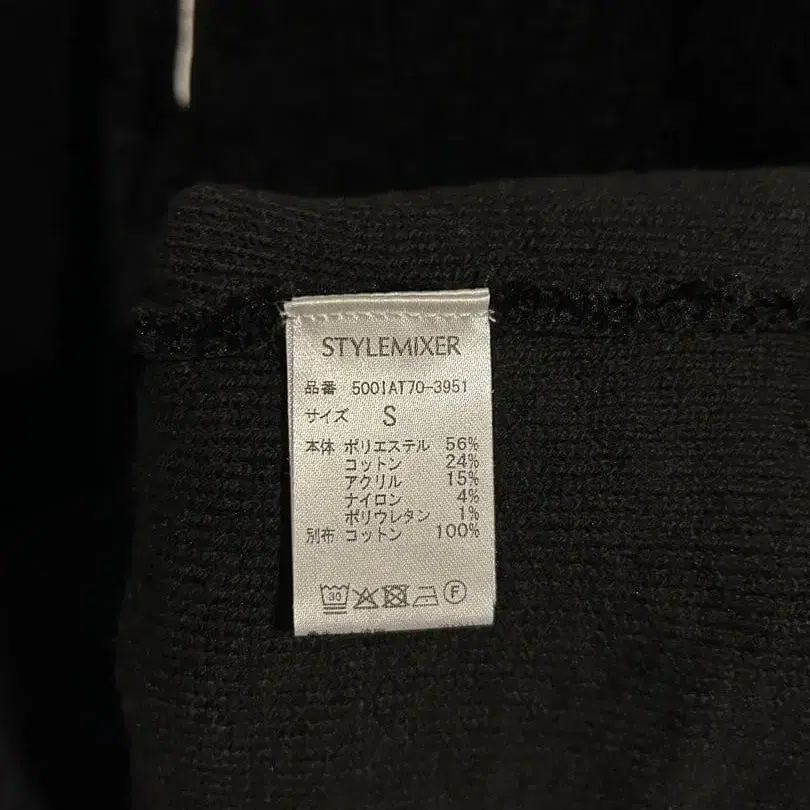 STYLEMIXER
品番 5001AT70-3951
サイズ S
本体 ポリエステル 56%
コットン 24%
アクリル 15%
ナイロン 4%
ポリウレタン 1%
別布 コットン 100%
30 F